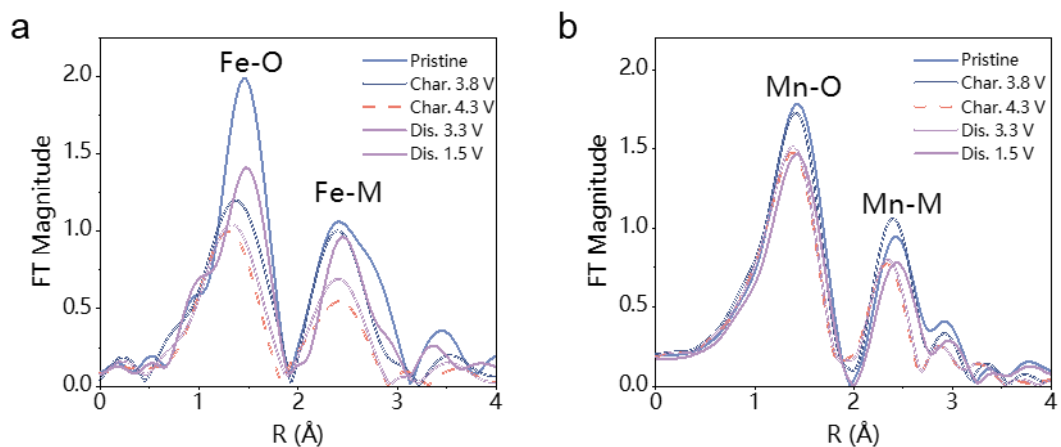 a
Fe-O
Fe-M
Pristine
Char. 3.8 V
Char. 4.3 V
Dis. 3.3 V
Dis. 1.5 V
FT Magnitude
2.0
1.5
1.0
0.5
0.0
0 1 2 3 4
R (Å)
b
Mn-O
Mn-M
Pristine
Char. 3.8 V
Char. 4.3 V
Dis. 3.3 V
Dis. 1.5 V
FT Magnitude
2.0
1.5
1.0
0.5
0.0
0 1 2 3 4
R (Å)